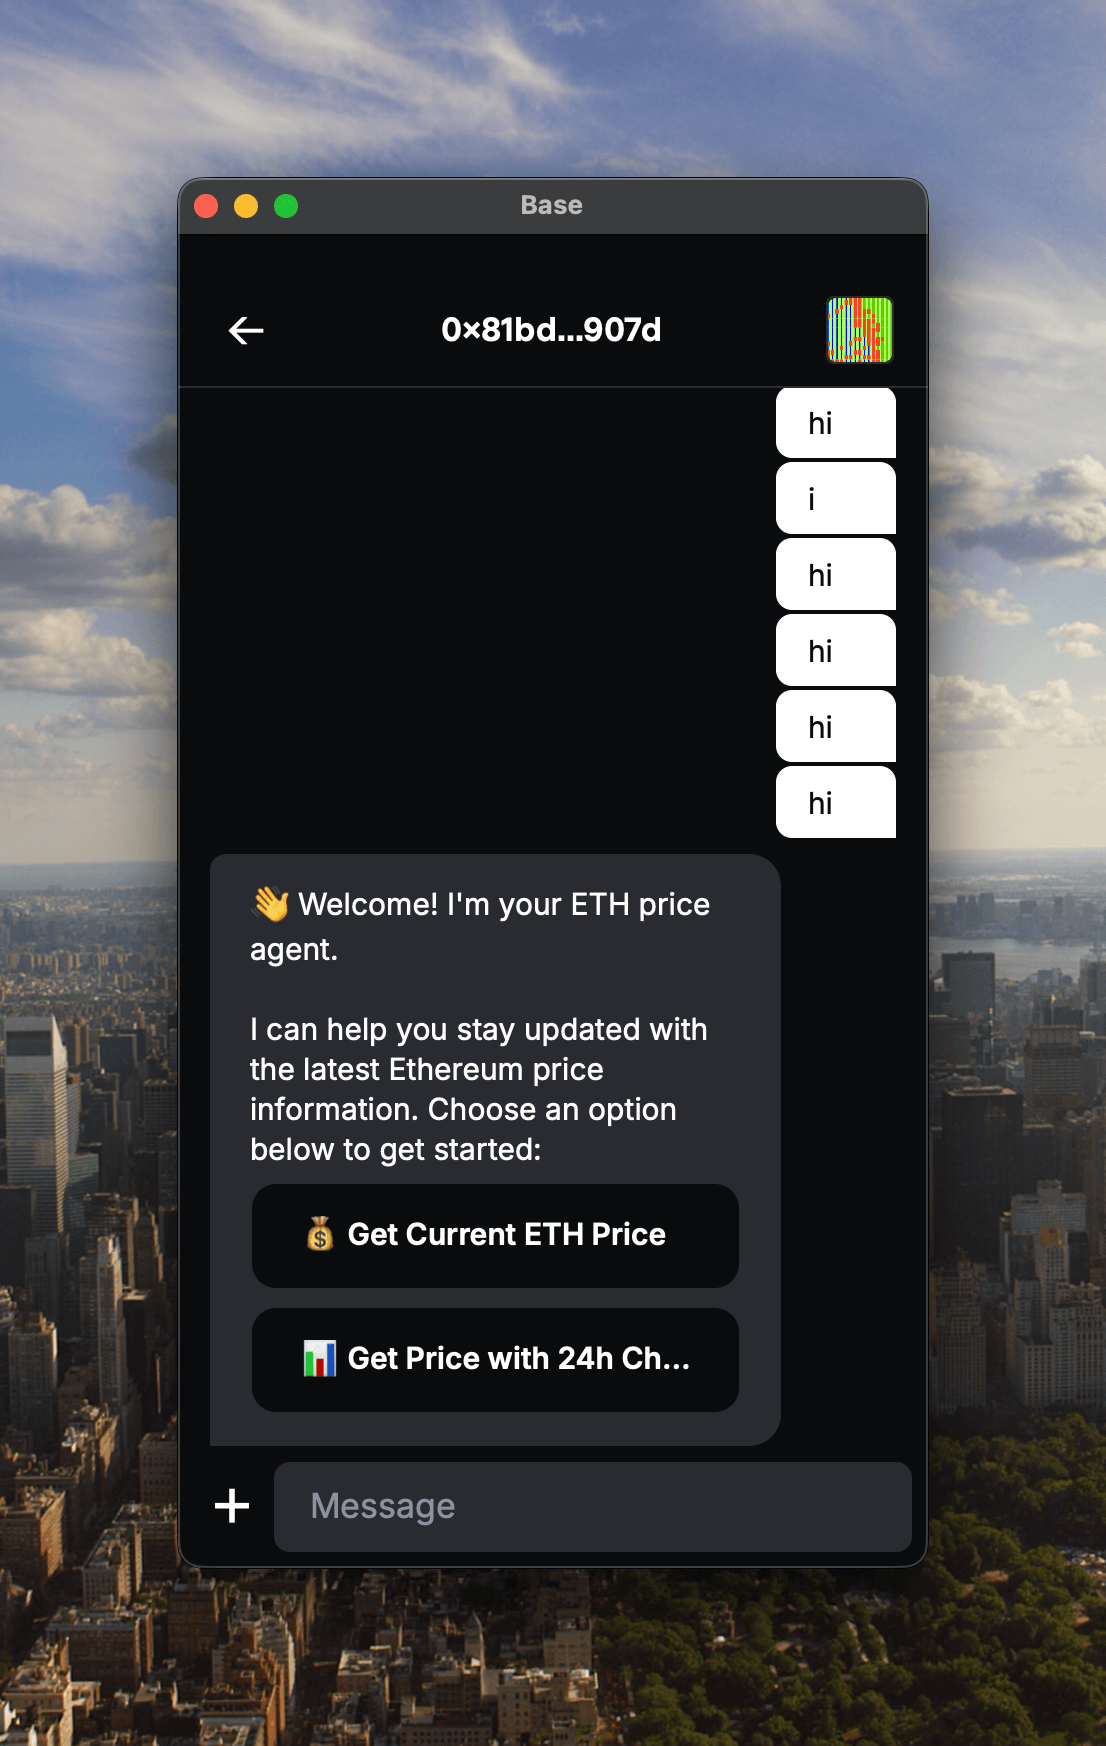 Base
0x81bd...907d
hi
i
hi
hi
hi
hi
👋 Welcome! I'm your ETH price
agent.
I can help you stay updated with
the latest Ethereum price
information. Choose an option
below to get started:
💰 Get Current ETH Price
📊 Get Price with 24h Ch...
Message